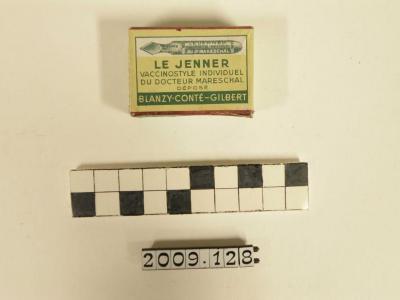 LE JENNER
VACCINOSTYLE INDIVIDUEL
DU DOCTEUR MARESCHAL
DÉPOSÉ
BLANZY-CONTÉ-GILBERT
2009.128